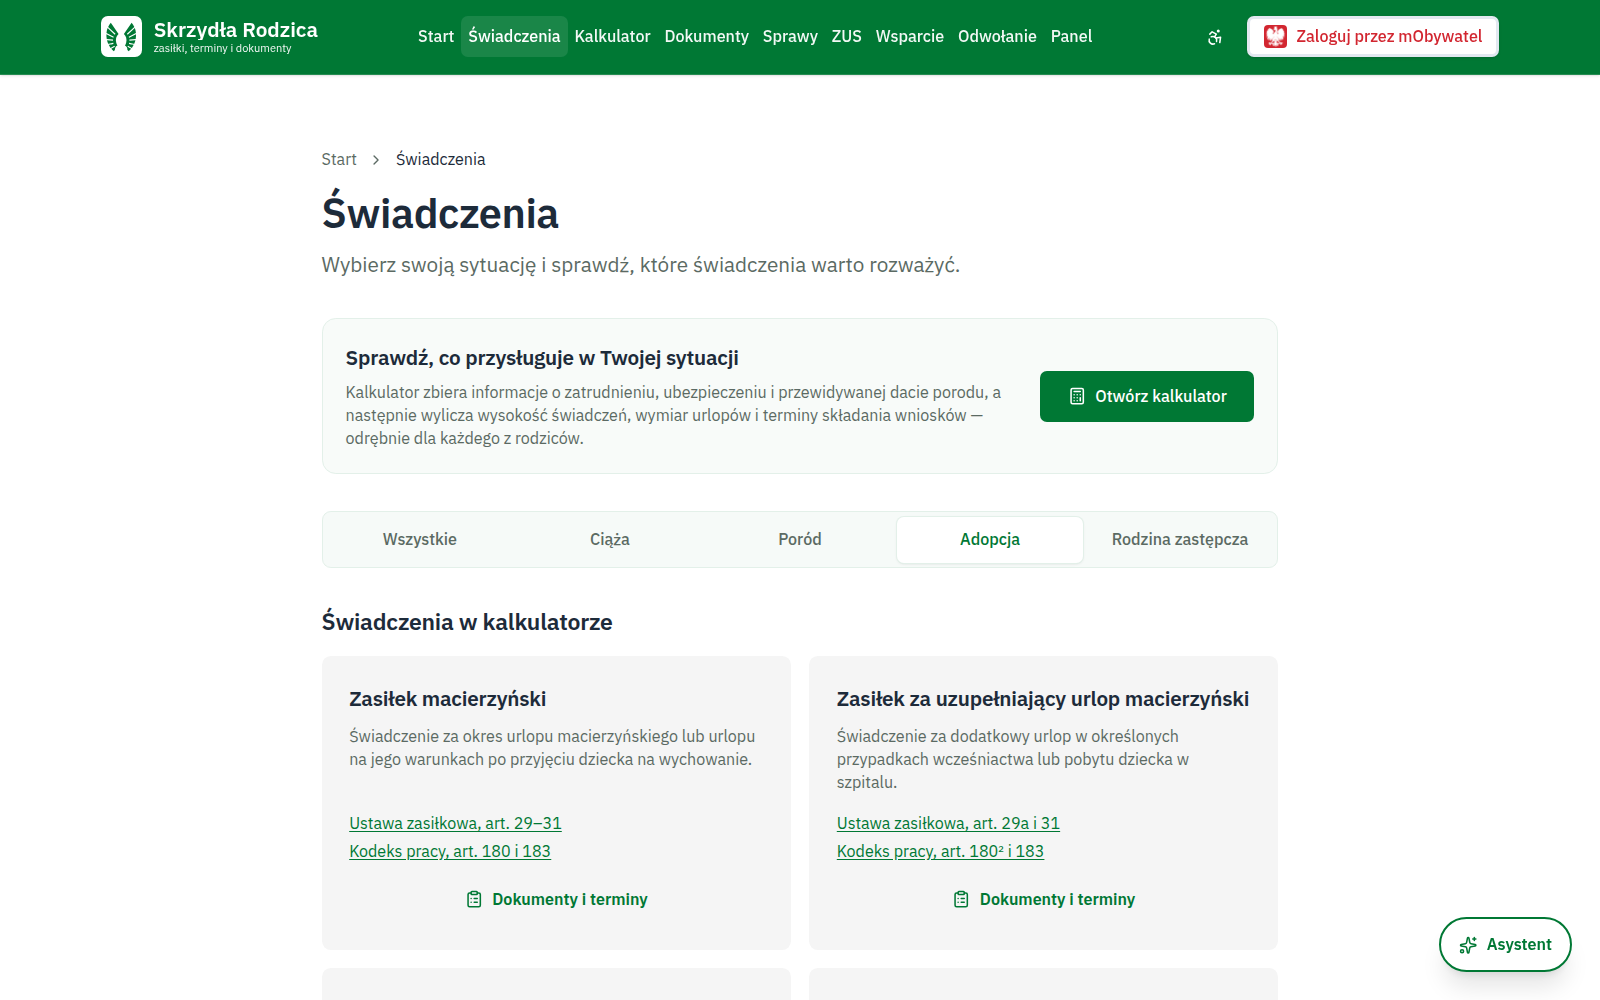 Skrzydła Rodzica
zasiłki, terminy i dokumenty
Start
Świadczenia
Kalkulator
Dokumenty
Sprawy
ZUS
Wsparcie
Odwołanie
Panel
Zaloguj przez mObywatel
Start
Świadczenia
Świadczenia
Wybierz swoją sytuację i sprawdź, które świadczenia warto rozważyć.
Sprawdź, co przysługuje w Twojej sytuacji
Kalkulator zbiera informacje o zatrudnieniu, ubezpieczeniu i przewidywanej dacie porodu, a
następnie wylicza wysokość świadczeń, wymiar urlopów i terminy składania wniosków —
odrębnie dla każdego z rodziców.
Otwórz kalkulator
Wszystkie
Ciąża
Poród
Adopcja
Rodzina zastępcza
Świadczenia w kalkulatorze
Zasiłek macierzyński
Świadczenie za okres urlopu macierzyńskiego lub urlopu
na jego warunkach po przyjęciu dziecka na wychowanie.
Ustawa zasiłkowa, art. 29–31
Kodeks pracy, art. 180 i 183
Dokumenty i terminy
Zasiłek za uzupełniający urlop macierzyński
Świadczenie za dodatkowy urlop w określonych
przypadkach wcześniactwa lub pobytu dziecka w
szpitalu.
Ustawa zasiłkowa, art. 29a i 31
Kodeks pracy, art. 180² i 183
Dokumenty i terminy
Asystent